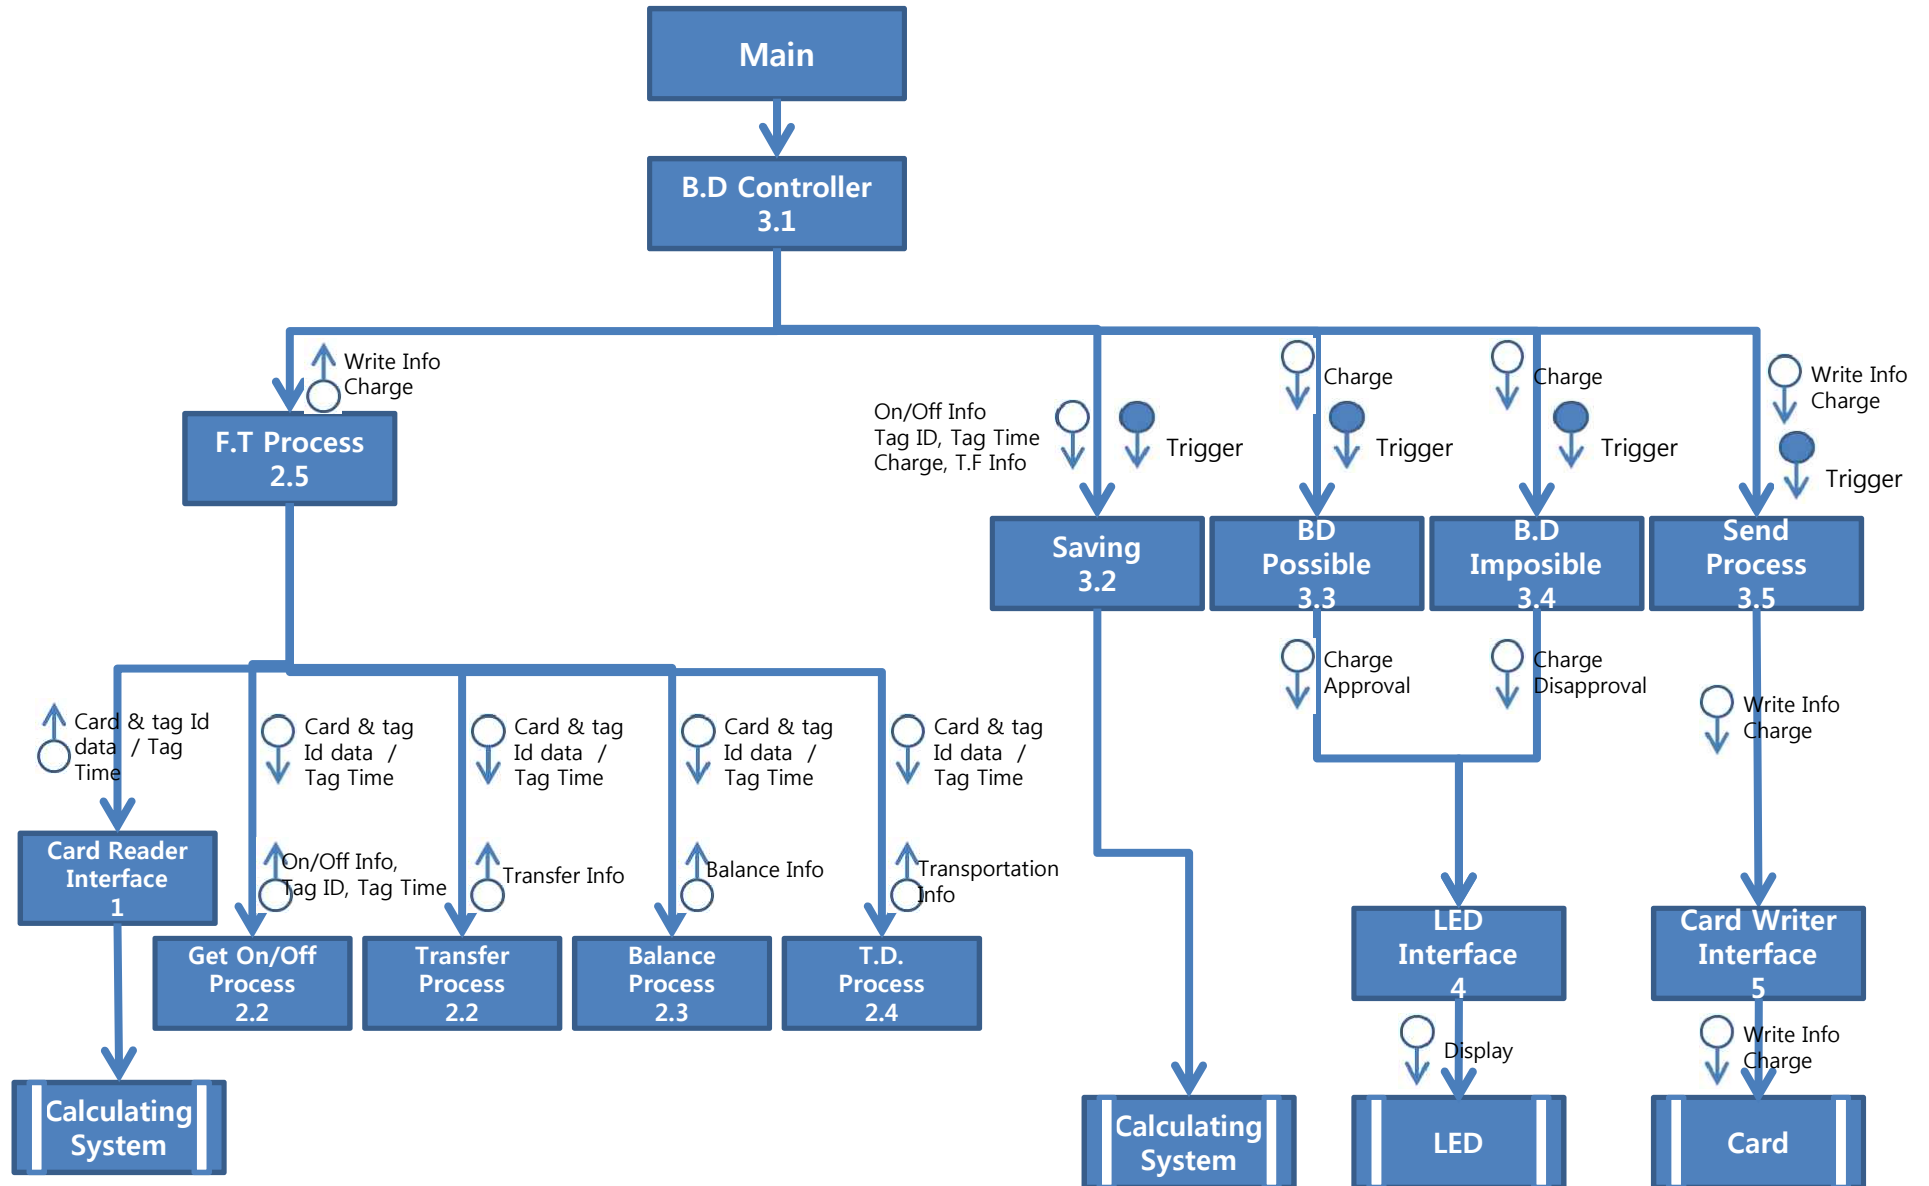 Main
B.D Controller
3.1
Write Info
Charge
F.T Process
2.5
On/Off Info
Tag ID, Tag Time
Charge, T.F Info
Trigger
Charge
Trigger
Charge
Trigger
Write Info
Charge
Trigger
Saving
3.2
BD
Possible
3.3
B.D
Imposible
3.4
Send
Process
3.5
Charge
Approval
Charge
Disapproval
Write Info
Charge
Card & tag Id
data / Tag
Time
Card & tag
Id data /
Tag Time
Card & tag
Id data /
Tag Time
Card & tag
Id data /
Tag Time
Card & tag
Id data /
Tag Time
Card Reader
Interface
1
On/Off Info,
Tag ID, Tag Time
Transfer Info
Balance Info
Transportation
Info
Get On/Off
Process
2.2
Transfer
Process
2.2
Balance
Process
2.3
T.D.
Process
2.4
LED
Interface
4
Card Writer
Interface
5
Display
Write Info
Charge
Calculating
System
Calculating
System
LED
Card